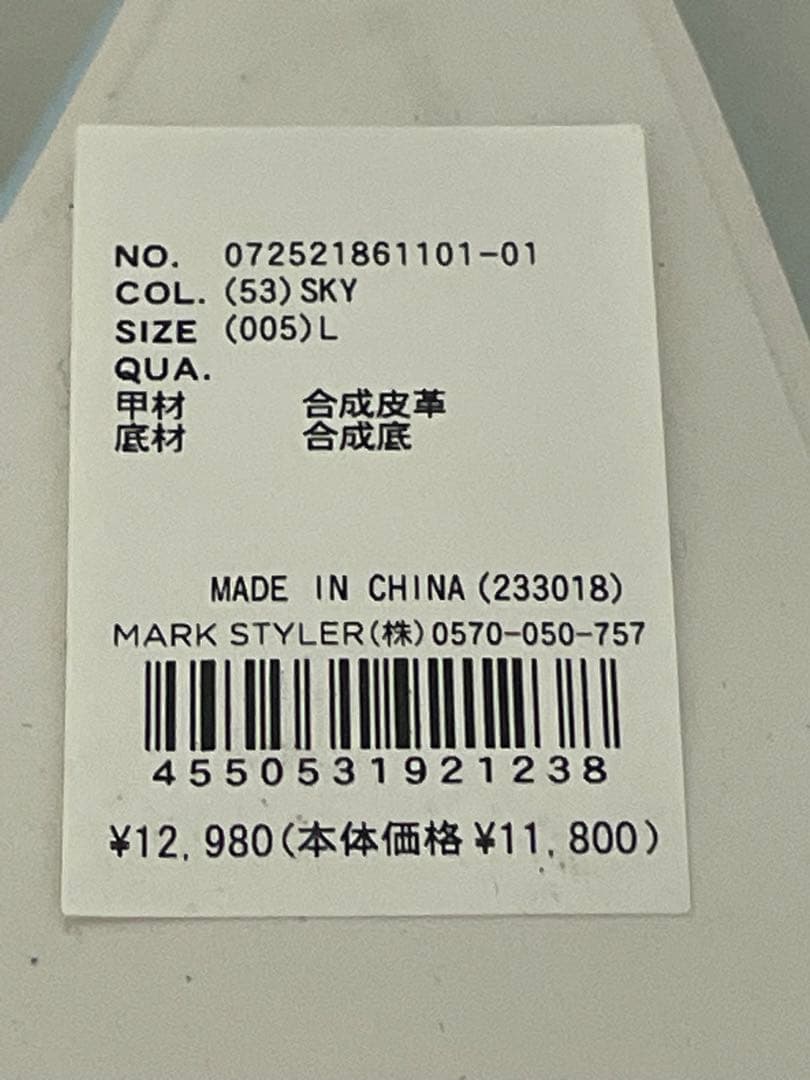 NO. 072521861101-01
COL. (53)SKY
SIZE (005)L
QUA.
甲材 合成皮革
底材 合成底
MADE IN CHINA(233018)
MARK STYLER(株)0570-050-757
4550531921238
¥12,980(本体価格¥11,800)